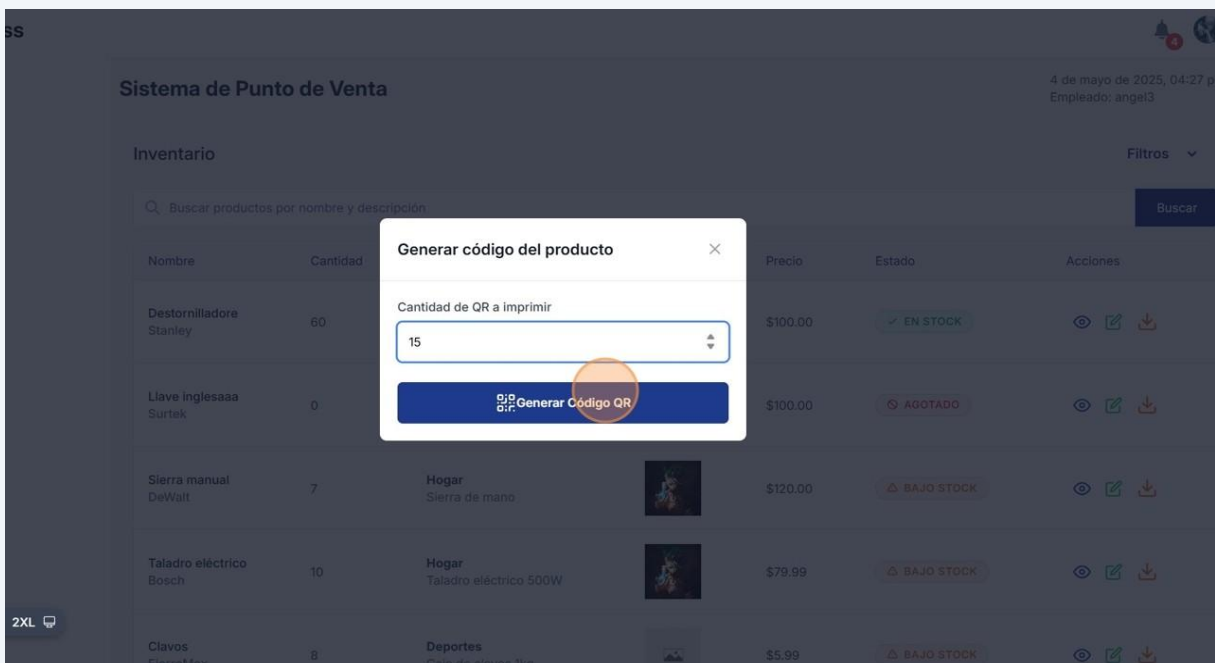 ss
4
Sistema de Punto de Venta
4 de mayo de 2025, 04:27 p
Empleado: angel3
Inventario
Filtros
Buscar productos por nombre y descripción
Buscar
Generar código del producto
Cantidad de QR a imprimir
15
Generar Código QR
Nombre Cantidad Precio Estado Acciones
Destornilladore
Stanley
60 $100.00 EN STOCK
Llave inglesaaa
Surtek
0 $100.00 AGOTADO
Sierra manual
DeWalt
7
Hogar
Sierra de mano
$120.00 BAJO STOCK
Taladro eléctrico
Bosch
10
Hogar
Taladro eléctrico 500W
$79.99 BAJO STOCK
2XL
Clavos
8
Deportes
$5.99 BAJO STOCK